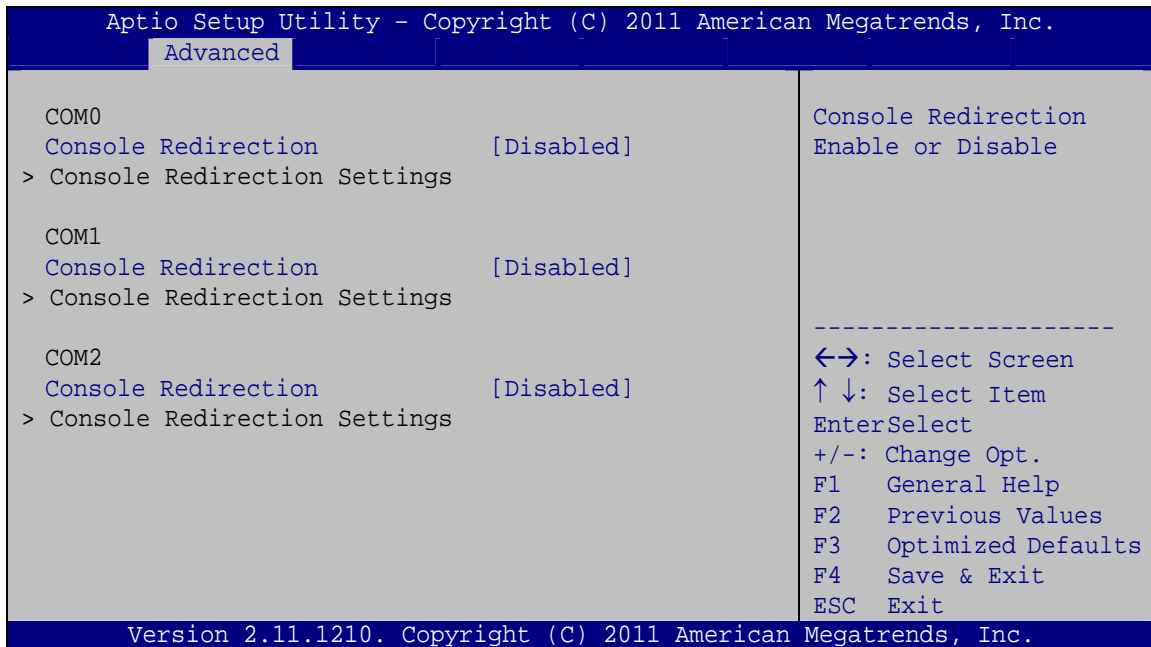 Aptio Setup Utility – Copyright (C) 2011 American Megatrends, Inc.
Advanced
COM0
Console Redirection [Disabled]
> Console Redirection Settings
COM1
Console Redirection [Disabled]
> Console Redirection Settings
COM2
Console Redirection [Disabled]
> Console Redirection Settings
Console Redirection
Enable or Disable
---------------------
←→: Select Screen
↑ ↓: Select Item
EnterSelect
+/-: Change Opt.
F1 General Help
F2 Previous Values
F3 Optimized Defaults
F4 Save & Exit
ESC Exit
Version 2.11.1210. Copyright (C) 2011 American Megatrends, Inc.